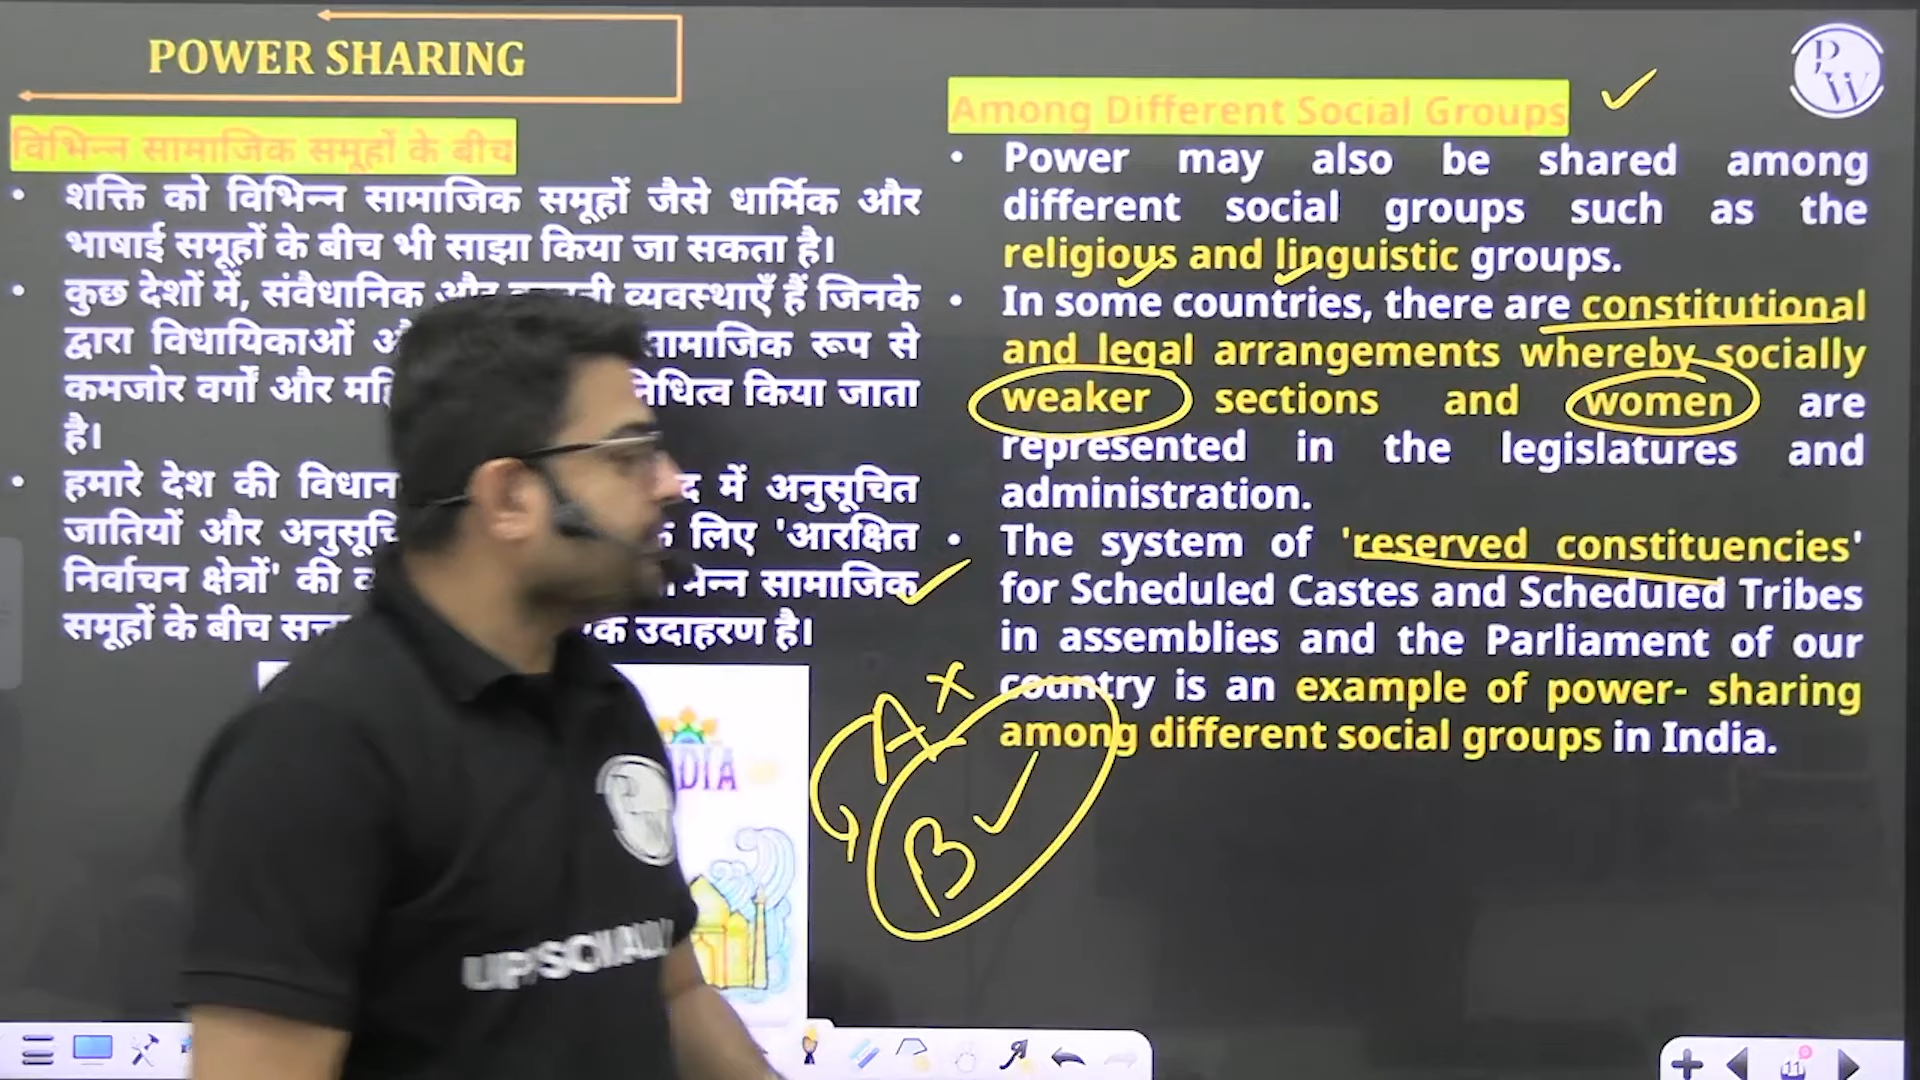 POWER SHARING
विभिन्न सामाजिक समूहों के बीच
• शक्ति को विभिन्न सामाजिक समूहों जैसे धार्मिक और
भाषाई समूहों के बीच भी साझा किया जा सकता है।
• कुछ देशों में, संवैधानिक और व्यवस्थाएँ हैं जिनके
द्वारा विधायिकाओं सामाजिक रूप से
कमजोर वर्गों और किया जाता
है।
• हमारे देश की में अनुसूचित
जातियों और लिए 'आरक्षित
निर्वाचन क्षेत्रों' की सामाजिक
समूहों के बीच उदाहरण है।
PW
Among Different Social Groups
• Power may also be shared among
different social groups such as the
religious and linguistic groups.
• In some countries, there are constitutional
and legal arrangements whereby socially
weaker sections and women are
represented in the legislatures and
administration.
• The system of 'reserved constituencies'
for Scheduled Castes and Scheduled Tribes
in assemblies and the Parliament of our
country is an example of power- sharing
among different social groups in India.
A
B
PW
11